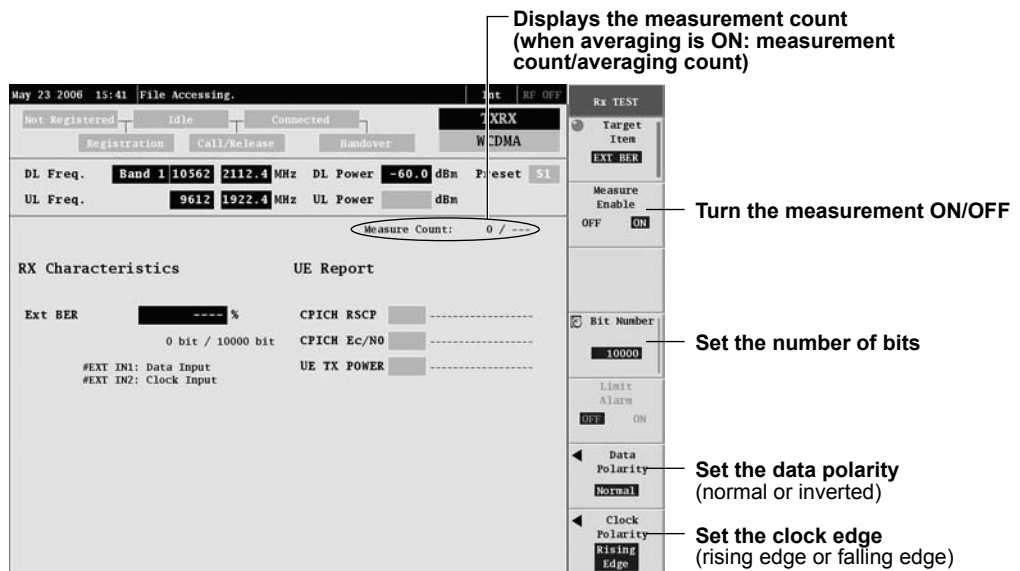 Displays the measurement count
(when averaging is ON: measurement
count/averaging count)
May 23 2006 15:41 File Accessing. Int RF OFF
Not Registered Idle Connected TXRX
Registration Call/Release Handover WCDMA
DL Freq. Band 1 10562 2112.4 MHz DL Power -60.0 dBm Preset S1
UL Freq. 9612 1922.4 MHz UL Power dBm
Measure Count: 0 / ---
RX Characteristics UE Report
Ext BER ---- % CPICH RSCP --------------------
0 bit / 10000 bit CPICH Ec/N0 --------------------
#EXT IN1: Data Input UE TX POWER --------------------
#EXT IN2: Clock Input
Rx TEST
Target
Item
EXT BER
Measure
Enable
OFF ON
Turn the measurement ON/OFF
Bit Number
10000
Set the number of bits
Limit
Alarm
OFF ON
Data
Polarity
Normal
Set the data polarity
(normal or inverted)
Clock
Polarity
Rising
Edge
Set the clock edge
(rising edge or falling edge)